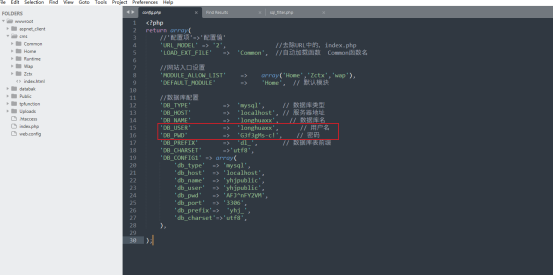 File Edit Selection Find View Goto Tools Project Preferences Help
FOLDERS
wwwroot
aspnet_client
cms
Common
Home
Runtime
Wap
Zctx
index.html
databak
Public
tpfunction
Uploads
.htaccess
index.php
web.config
config.php
Find Results
sql_filter.php
1 <?php
2 return array(
3 //'配置项'=>'配置值'
4 'URL_MODEL' => '2', //去除URL中的, index.php
5 'LOAD_EXT_FILE' => 'Common', //自动加载函数 Common函数名
6
7 //网站入口设置
8 'MODULE_ALLOW_LIST' => array('Home','Zctx','wap'),
9 'DEFAULT_MODULE' => 'Home', // 默认模块
10
11 //数据库配置
12 'DB_TYPE' => 'mysql', // 数据库类型
13 'DB_HOST' => 'localhost', // 服务器地址
14 'DB_NAME' => 'longhuaxx', // 数据库名
15 'DB_USER' => 'longhuaxx', // 用户名
16 'DB_PWD' => // 密码
17 'DB_PREFIX' => 'dl_', // 数据库表前缀
18 'DB_CHARSET' =>'utf8',
19 'DB_CONFIG1' => array(
20 'db_type' => 'mysql',
21 'db_host' => 'localhost',
22 'db_name' => 'yhjpublic',
23 'db_user' => 'yhjpublic',
24 'db_pwd' =>
25 'db_port' => '3306',
26 'db_prefix'=> 'yhj_',
27 'db_charset'=>'utf8',
28 ),
29
30 );